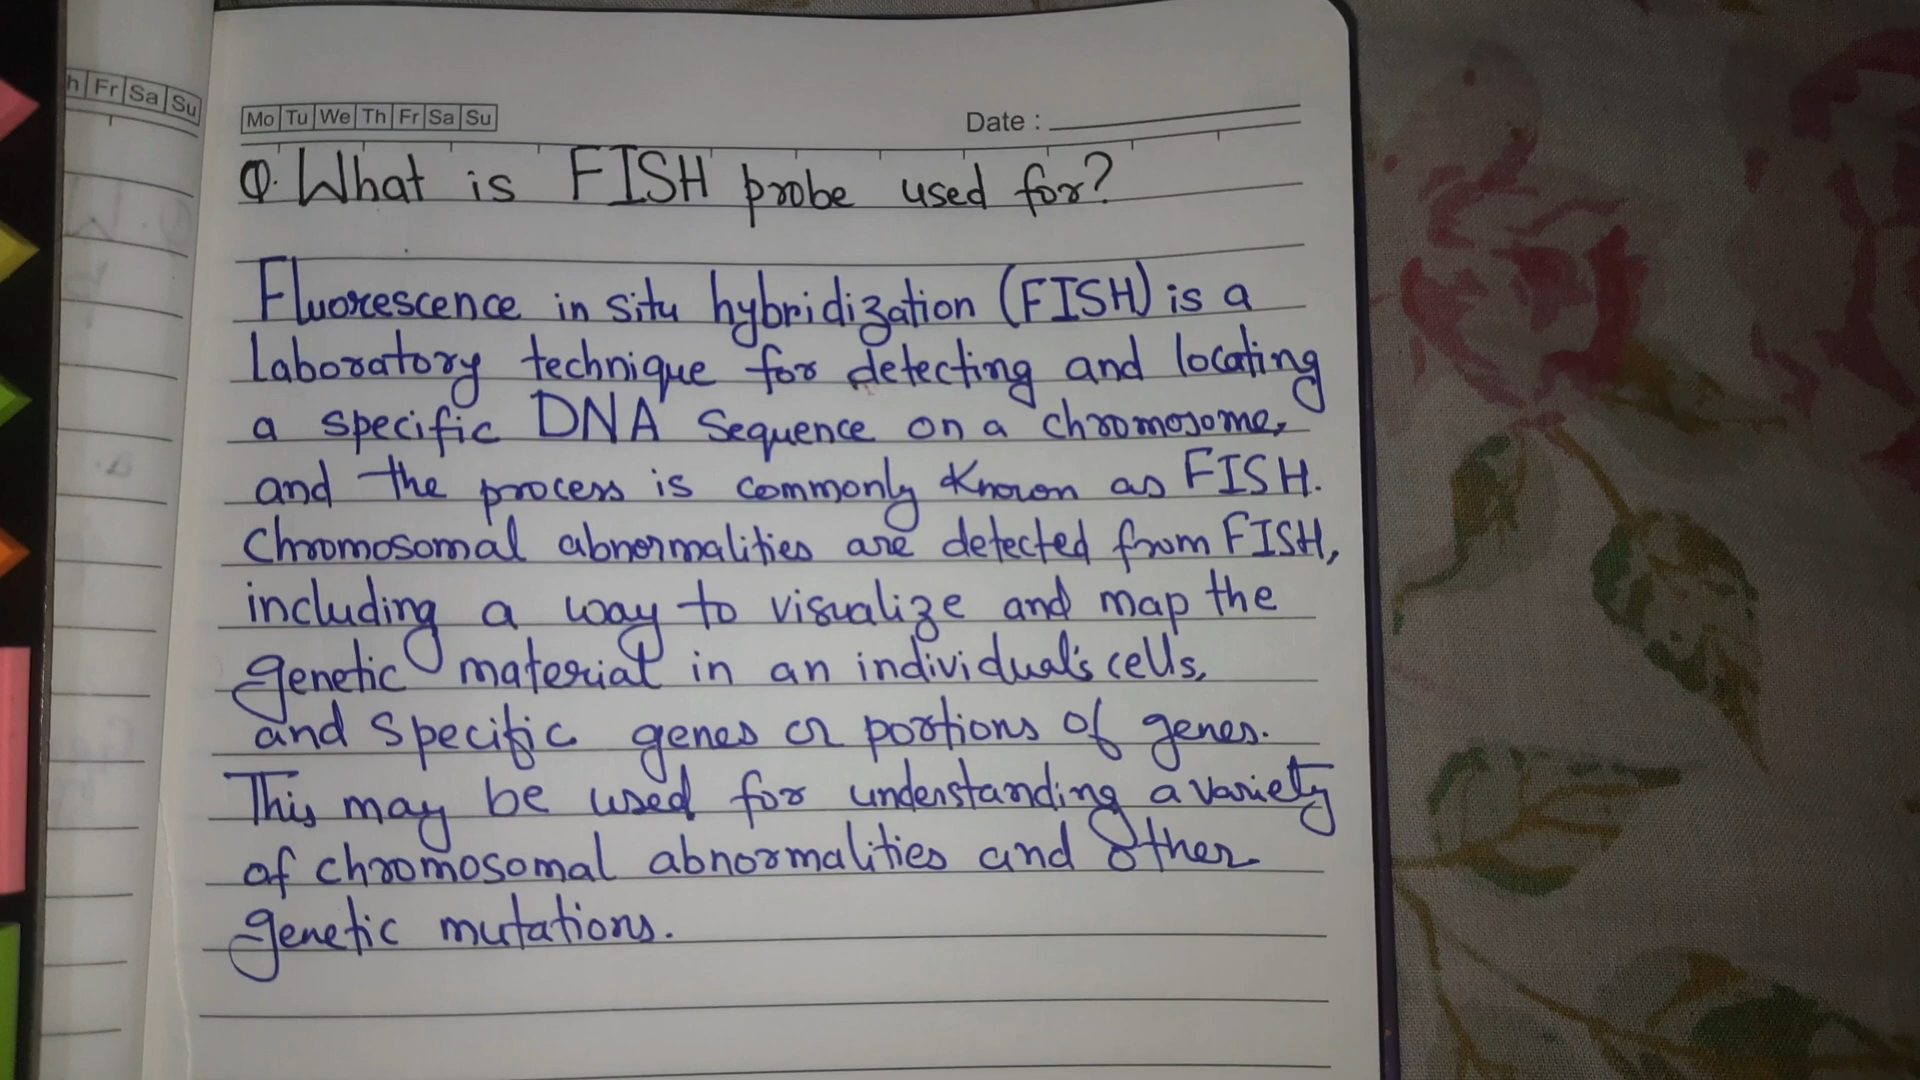 h Fr Sa Su
Mo Tu We Th Fr Sa Su
Date :
Q. What is FISH probe used for?
Fluorescence in situ hybridization (FISH) is a
laboratory technique for detecting and locating
a specific DNA sequence on a chromosome,
and the process is commonly known as FISH.
Chromosomal abnormalities are detected from FISH,
including a way to visualize and map the
genetic material in an individual's cells,
and specific genes or portions of genes.
This may be used for understanding a variety
of chromosomal abnormalities and other
genetic mutations.